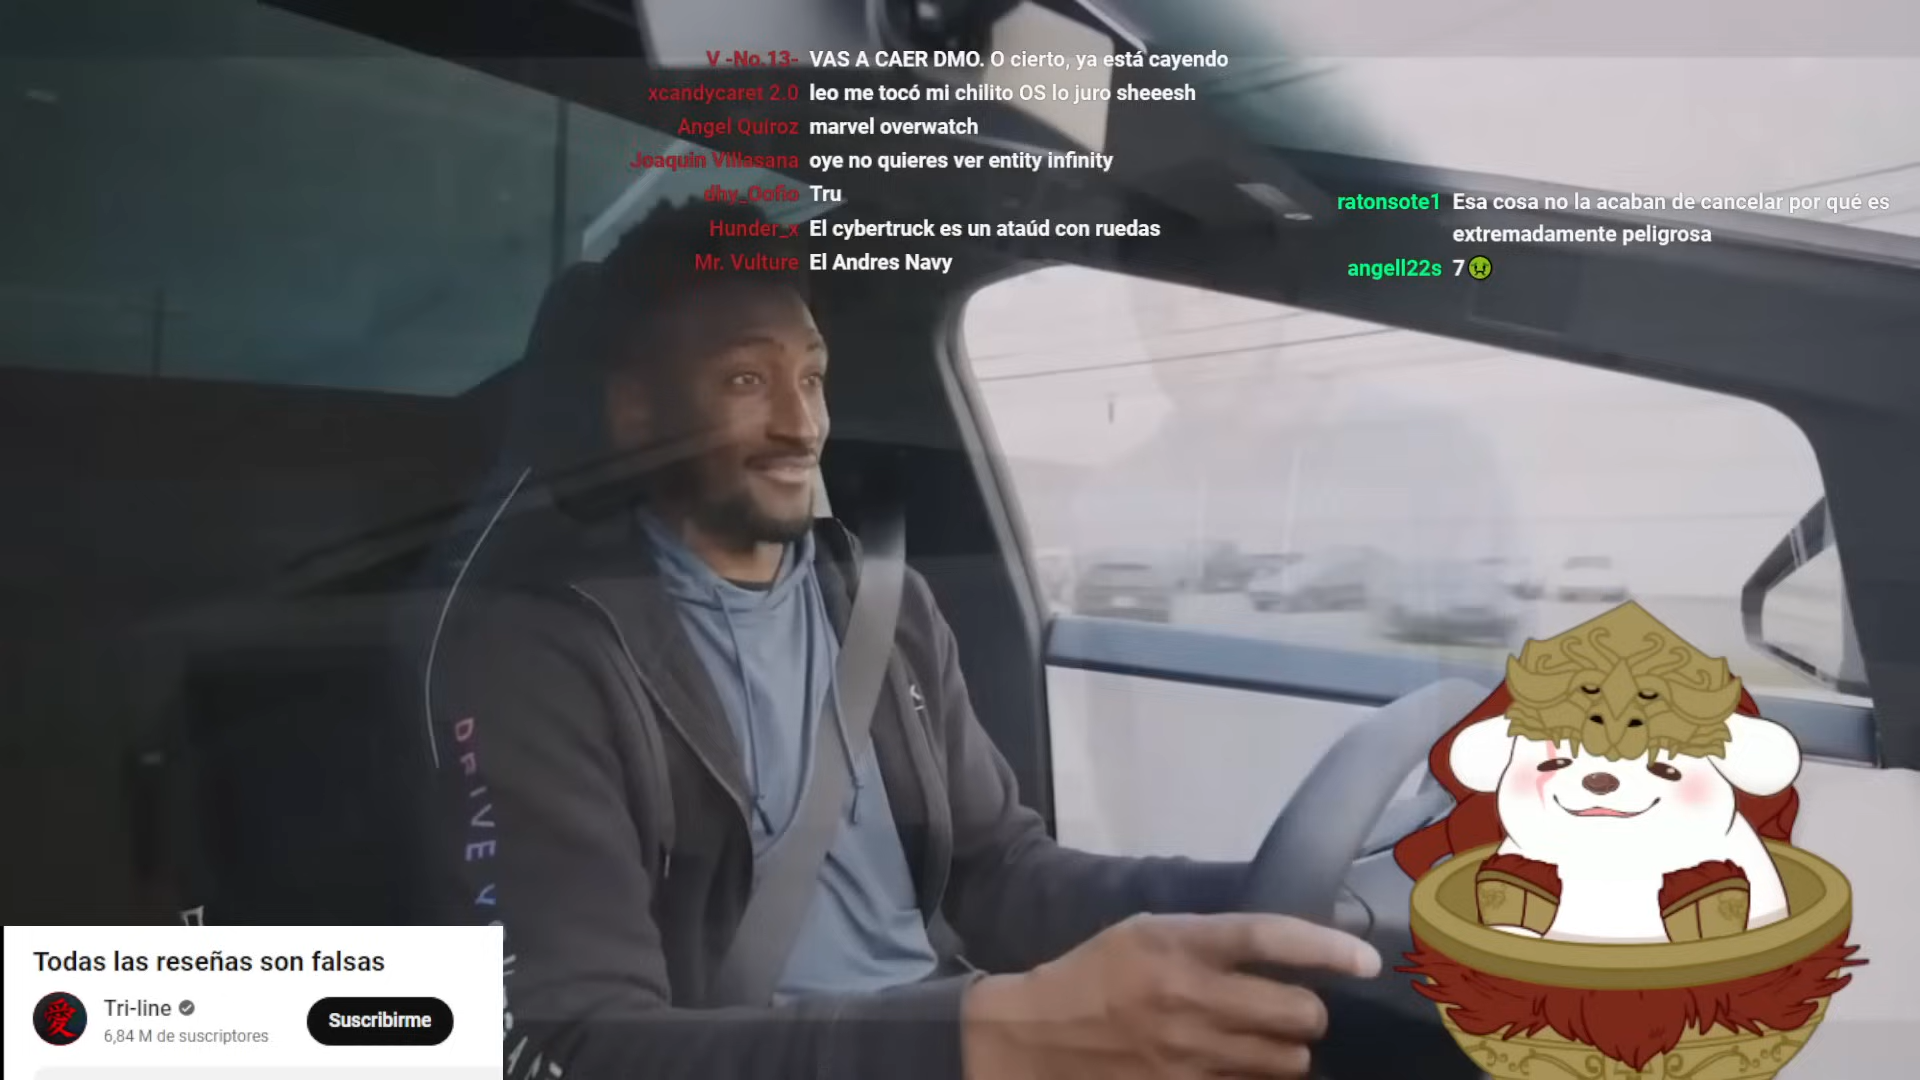 V -No.13- VAS A CAER DMO. O cierto, ya está cayendo
xcandycaret 2.0 leo me tocó mi chilito OS lo juro sheeesh
Angel Quiroz marvel overwatch
Joaquin Villasana oye no quieres ver entity infinity
dhy_Oofio Tru
Hunder_x El cybertruck es un ataúd con ruedas
Mr. Vulture El Andres Navy
ratonsote1 Esa cosa no la acaban de cancelar por qué es
extremadamente peligrosa
angell22s 7
DRIVE
Todas las reseñas son falsas
愛
Tri-line
6,84 M de suscriptores
Suscribirme